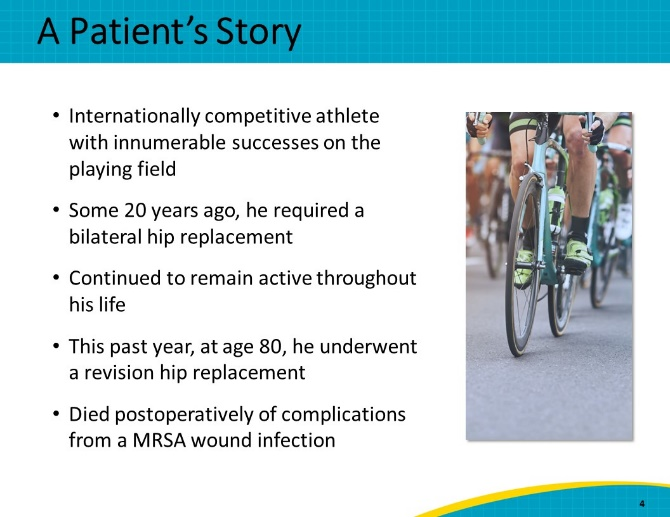 A Patient’s Story
• Internationally competitive athlete
with innumerable successes on the
playing field
• Some 20 years ago, he required a
bilateral hip replacement
• Continued to remain active throughout
his life
• This past year, at age 80, he underwent
a revision hip replacement
• Died postoperatively of complications
from a MRSA wound infection
4